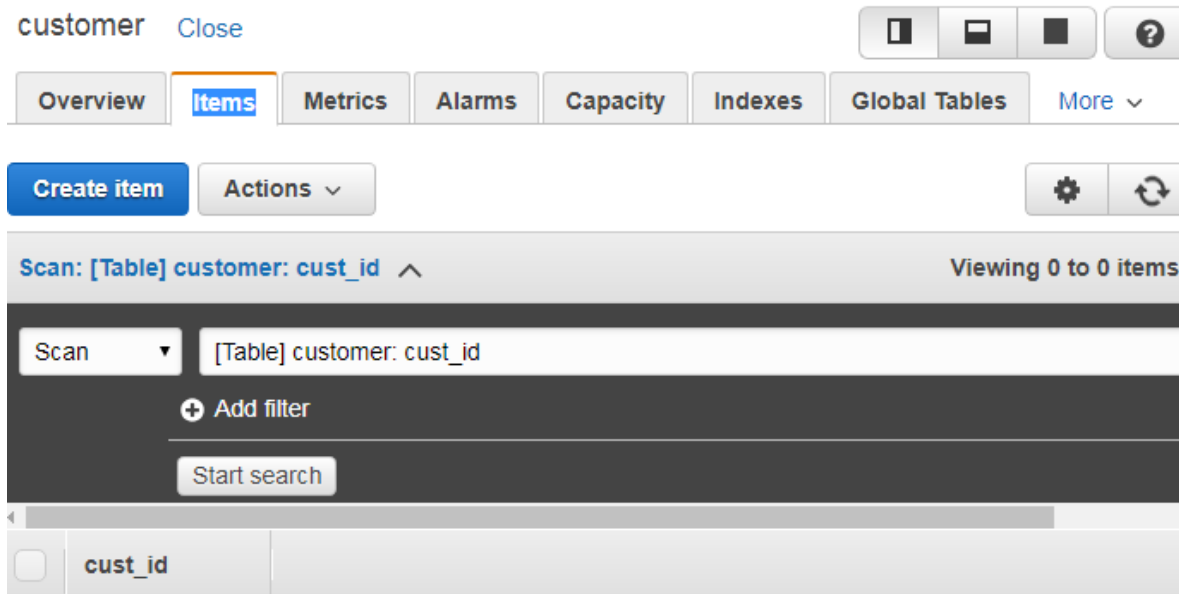 customer Close
Overview Items Metrics Alarms Capacity Indexes Global Tables More
Create item Actions
Scan: [Table] customer: cust_id Viewing 0 to 0 items
Scan [Table] customer: cust_id
Add filter
Start search
cust_id